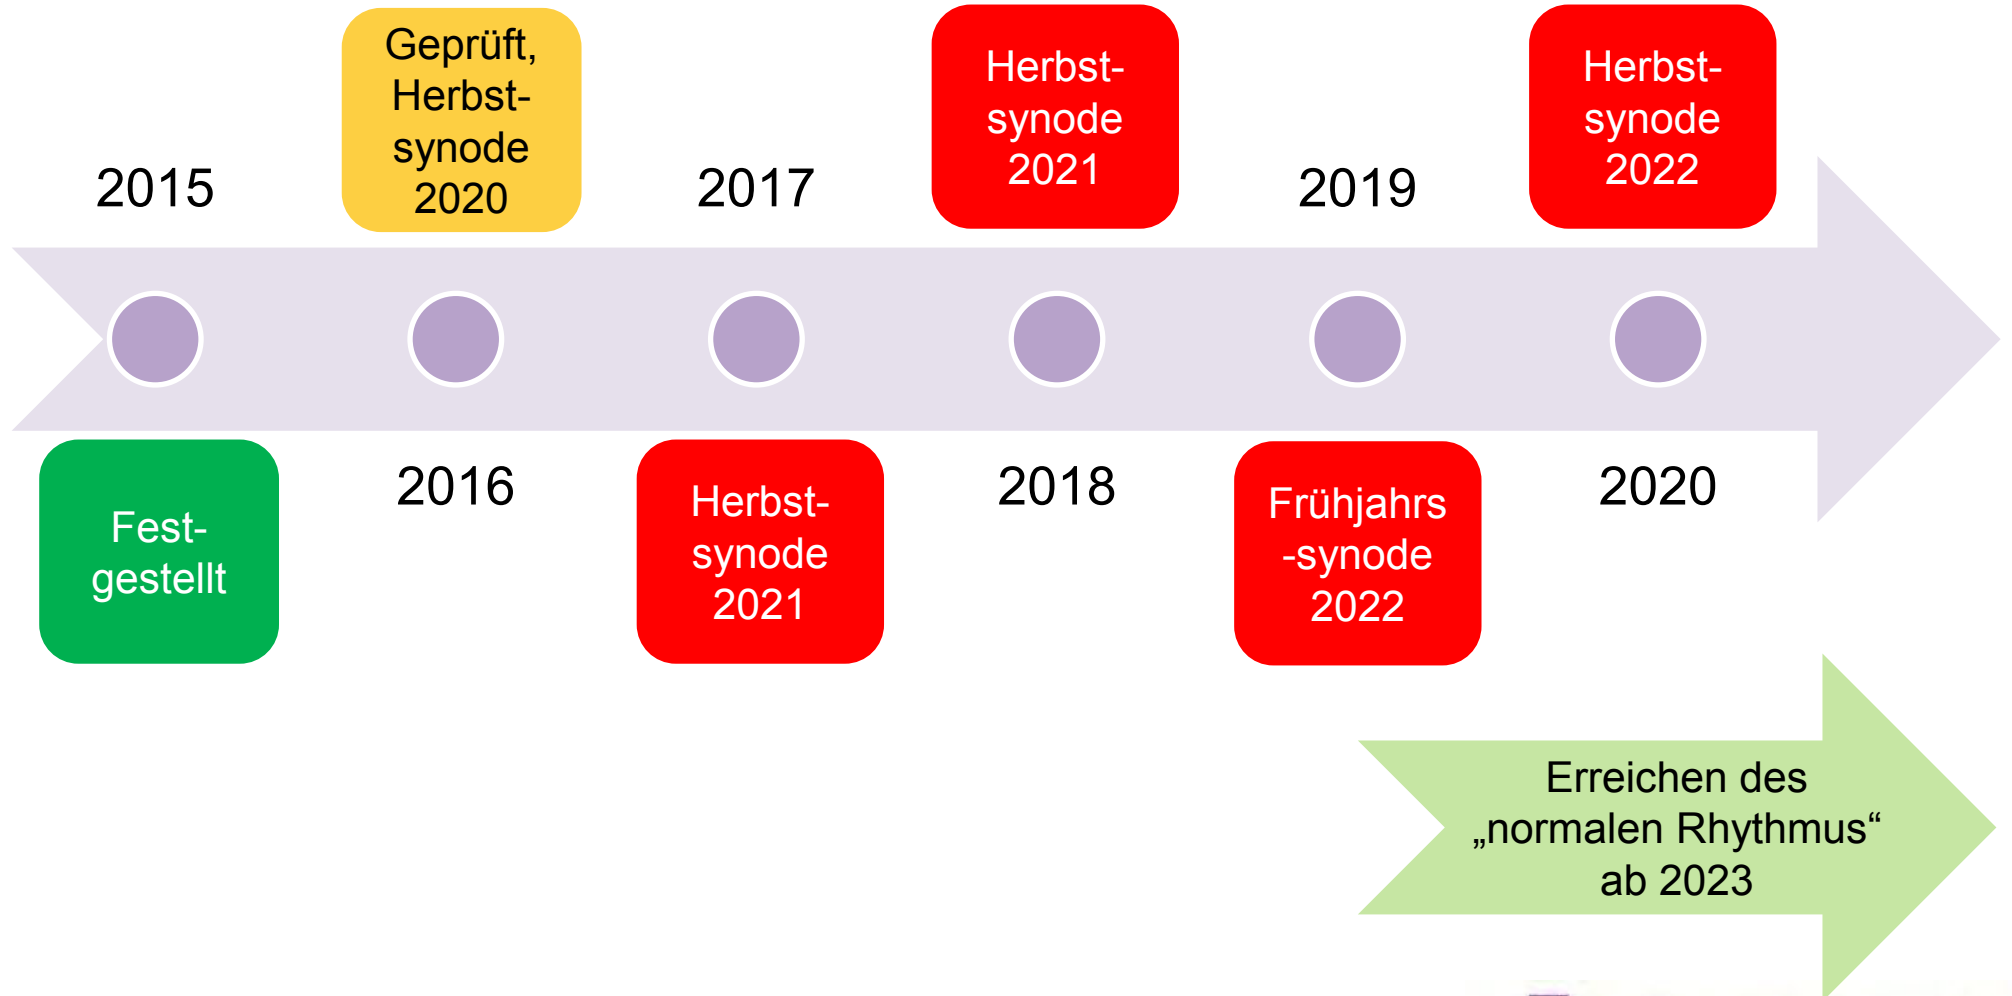 2015
Geprüft,
Herbst-
synode
2020
2017
Herbst-
synode
2021
2019
Herbst-
synode
2022
Fest-
gestellt
2016
Herbst-
synode
2021
2018
Frühjahrs
-synode
2022
2020
Erreichen des
„normalen Rhythmus“
ab 2023